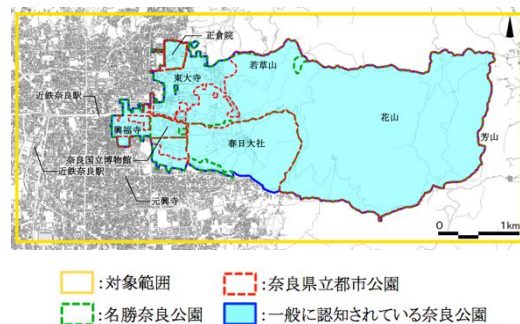 正倉院
東大寺
若草山
近鉄奈良駅
興福寺
花山
芳山
奈良国立博物館
春日大社
近鉄奈良駅
元興寺
0 1km
:対象範囲
:奈良県立都市公園
:名勝奈良公園
:一般に認知されている奈良公園